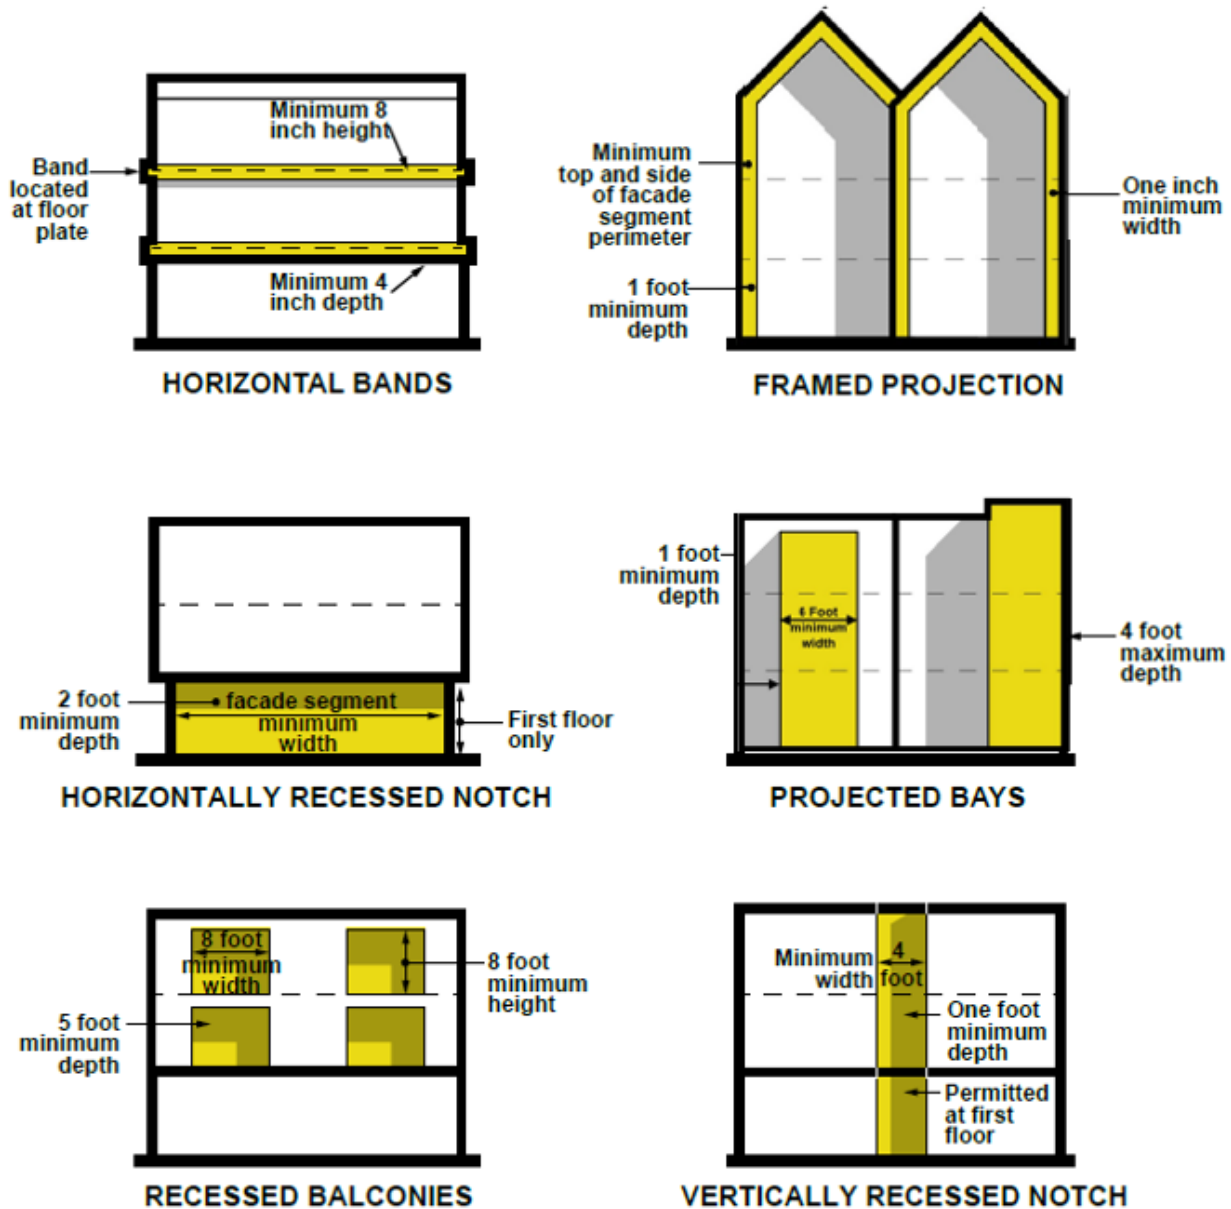 Minimum 8
inch height
Band
located
at floor
plate
Minimum 4
inch depth
HORIZONTAL BANDS
Minimum
top and side
of facade
segment
perimeter
1 foot
minimum
depth
One inch
minimum
width
FRAMED PROJECTION
2 foot
minimum
depth
facade segment
minimum
width
First floor
only
HORIZONTALLY RECESSED NOTCH
1 foot
minimum
depth
6 Foot
minimum
width
4 foot
maximum
depth
PROJECTED BAYS
8 foot
minimum
width
8 foot
minimum
height
5 foot
minimum
depth
RECESSED BALCONIES
Minimum 4
width foot
One foot
minimum
depth
Permitted
at first
floor
VERTICALLY RECESSED NOTCH